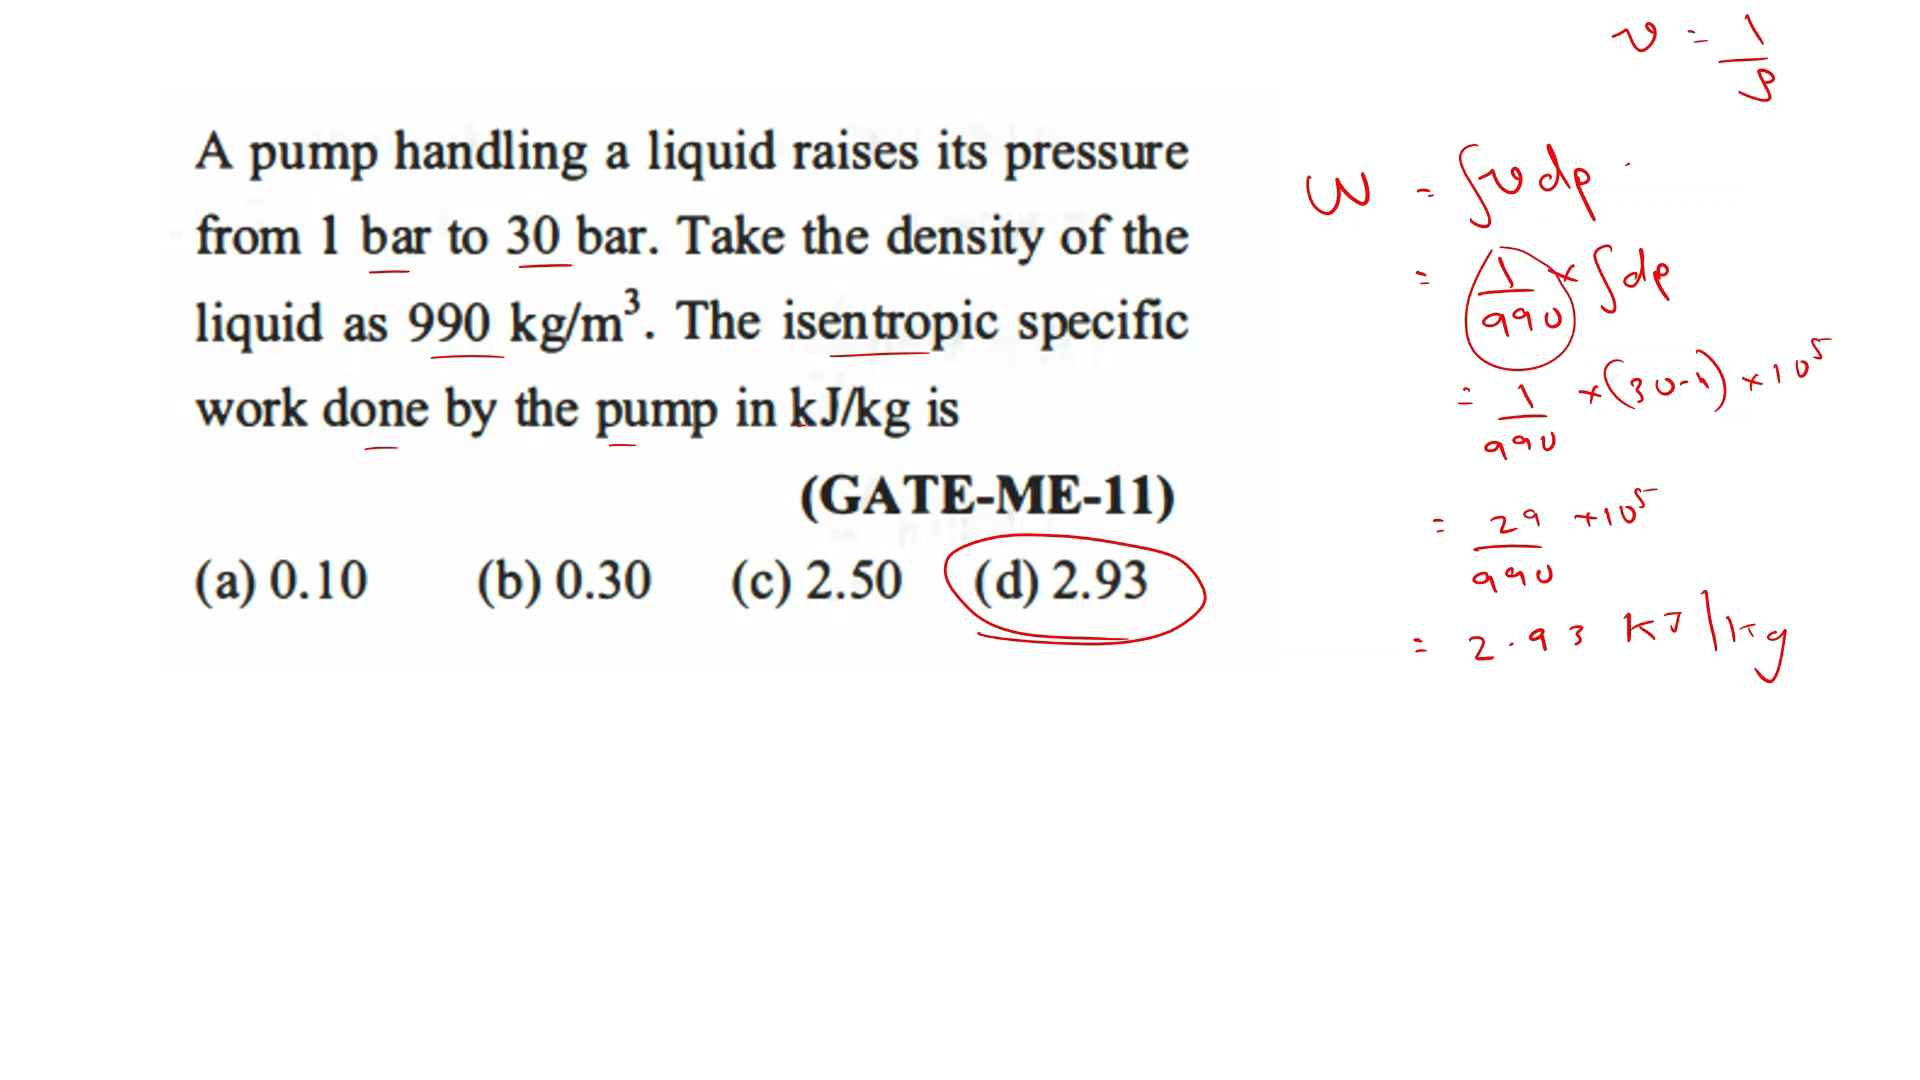 A pump handling a liquid raises its pressure
from 1 bar to 30 bar. Take the density of the
liquid as 990 kg/m³. The isentropic specific
work done by the pump in kJ/kg is
(GATE-ME-11)
(a) 0.10 (b) 0.30 (c) 2.50 (d) 2.93
v = 1/ρ
W = ∫v dp
= 1/990 × ∫dp
= 1/990 × (30-1) × 10⁵
= 29/990 × 10⁵
= 2.93 KJ/kg